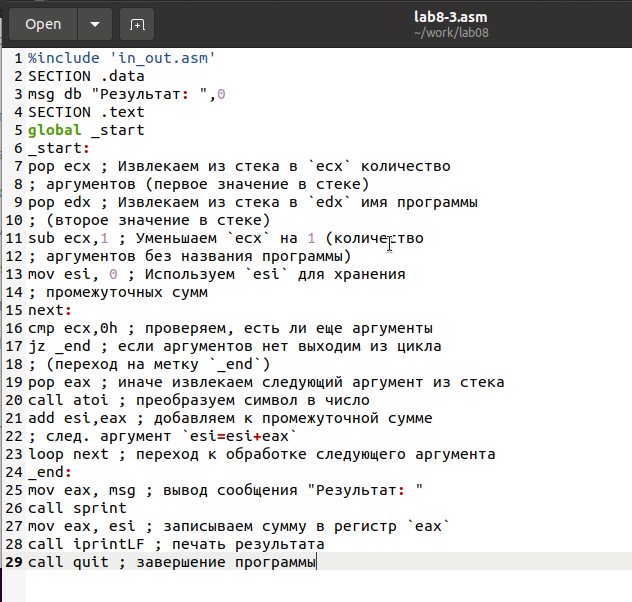 Open
lab8-3.asm
~/work/lab08
1 %include 'in_out.asm'
2 SECTION .data
3 msg db "Результат: ",0
4 SECTION .text
5 global _start
6 _start:
7 pop ecx ; Извлекаем из стека в `ecx` количество
8 ; аргументов (первое значение в стеке)
9 pop edx ; Извлекаем из стека в `edx` имя программы
10 ; (второе значение в стеке)
11 sub ecx,1 ; Уменьшаем `ecx` на 1 (количество
12 ; аргументов без названия программы)
13 mov esi, 0 ; Используем `esi` для хранения
14 ; промежуточных сумм
15 next:
16 cmp ecx,0h ; проверяем, есть ли еще аргументы
17 jz _end ; если аргументов нет выходим из цикла
18 ; (переход на метку `_end`)
19 pop eax ; иначе извлекаем следующий аргумент из стека
20 call atoi ; преобразуем символ в число
21 add esi,eax ; добавляем к промежуточной сумме
22 ; след. аргумент `esi=esi+eax`
23 loop next ; переход к обработке следующего аргумента
24 _end:
25 mov eax, msg ; вывод сообщения "Результат: "
26 call sprint
27 mov eax, esi ; записываем сумму в регистр `eax`
28 call iprintLF ; печать результата
29 call quit ; завершение программы